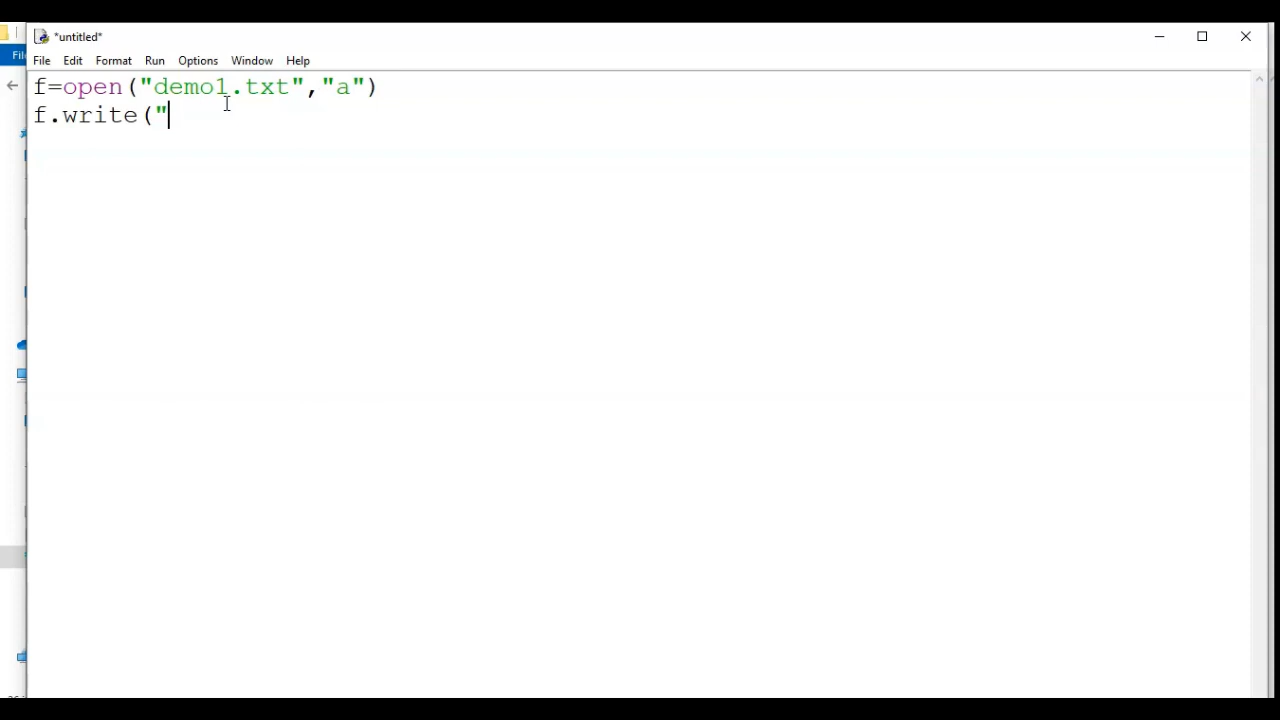 *untitled*
File Edit Format Run Options Window Help
f=open("demo1.txt","a")
f.write("